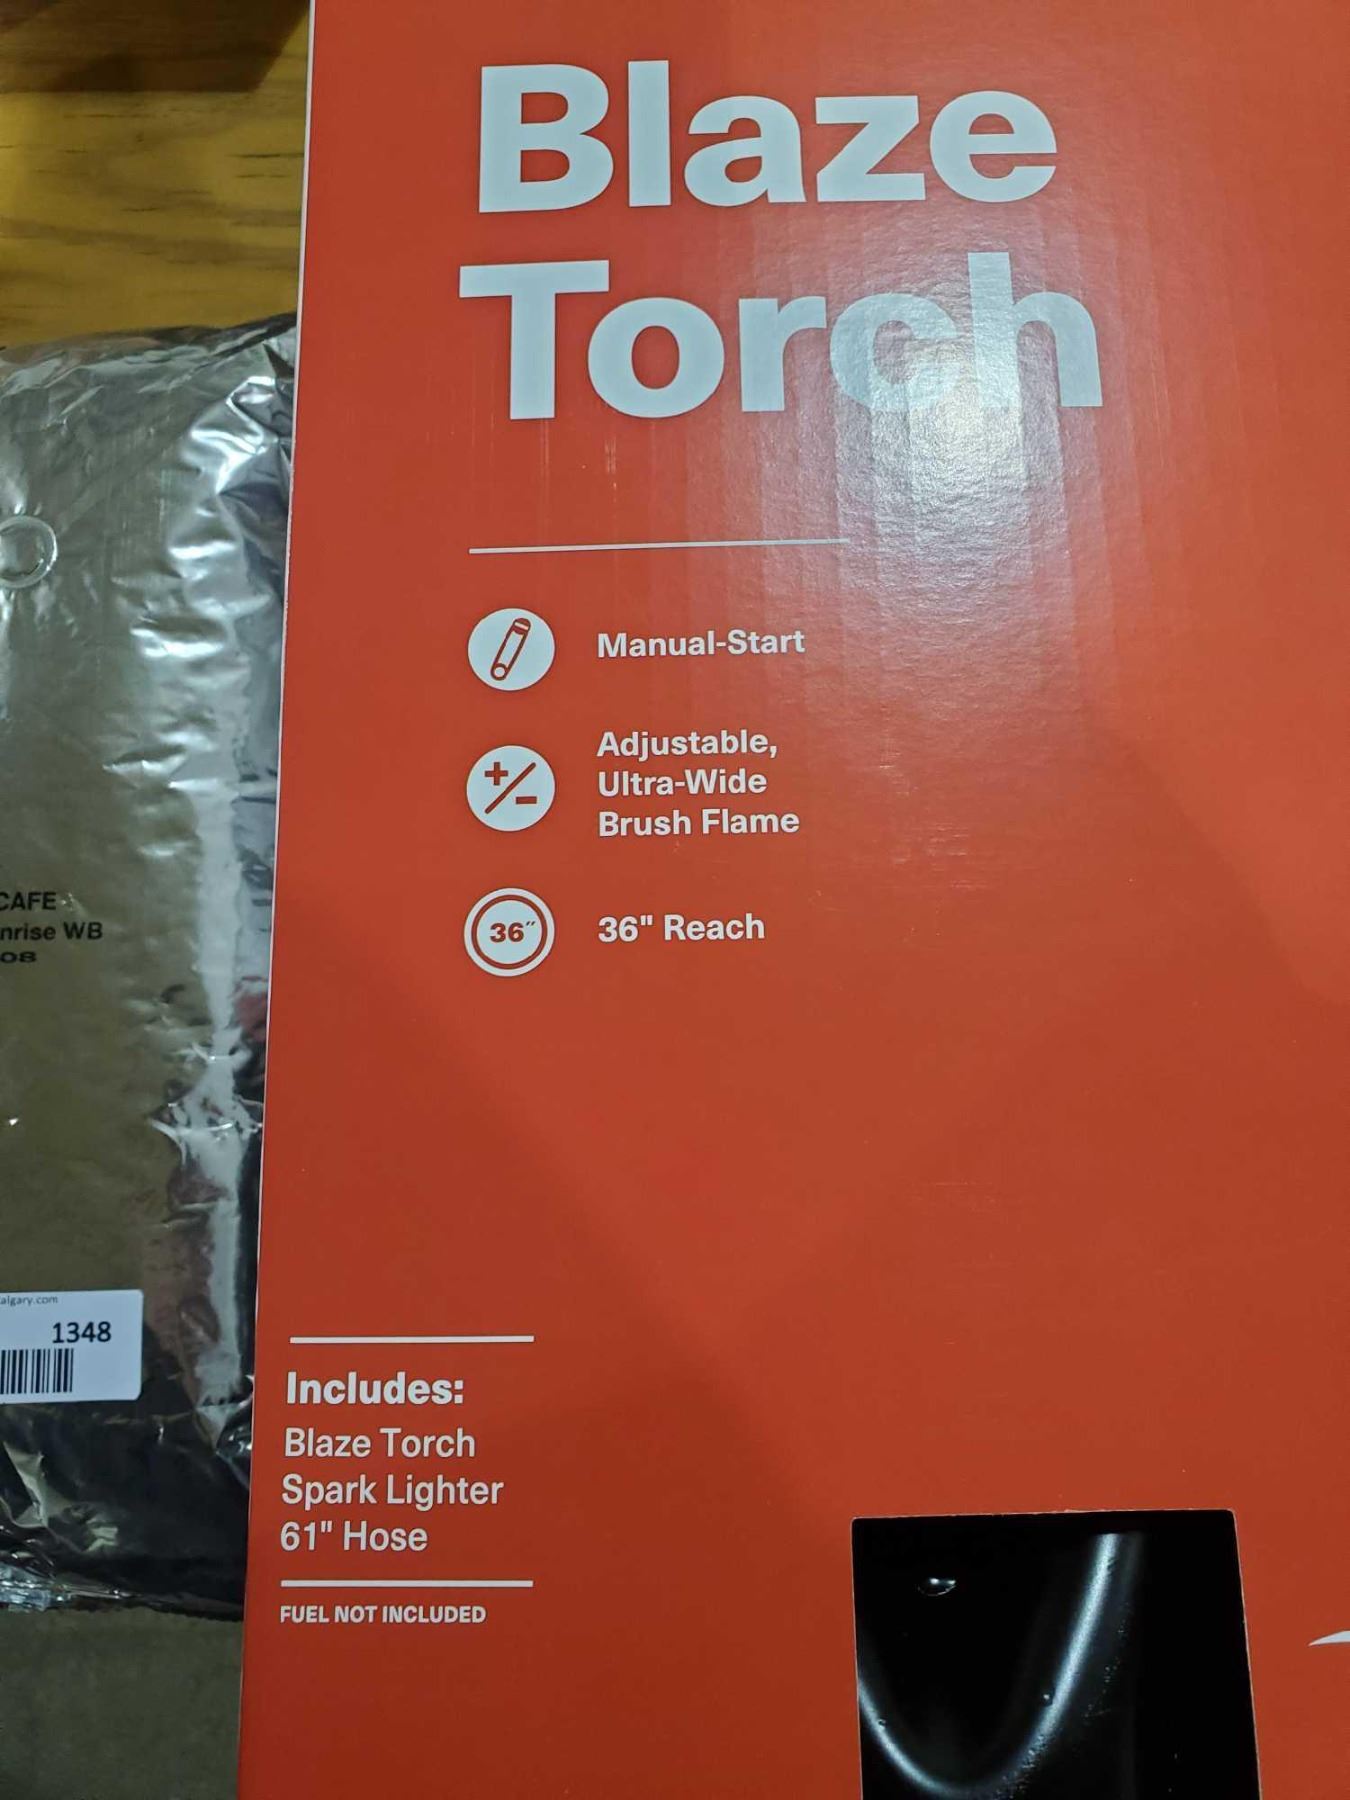 Blaze
Torch
Manual-Start
Adjustable,
Ultra-Wide
Brush Flame
36"
36" Reach
CAFE
WB
08
1348
Includes:
Blaze Torch
Spark Lighter
61" Hose
FUEL NOT INCLUDED